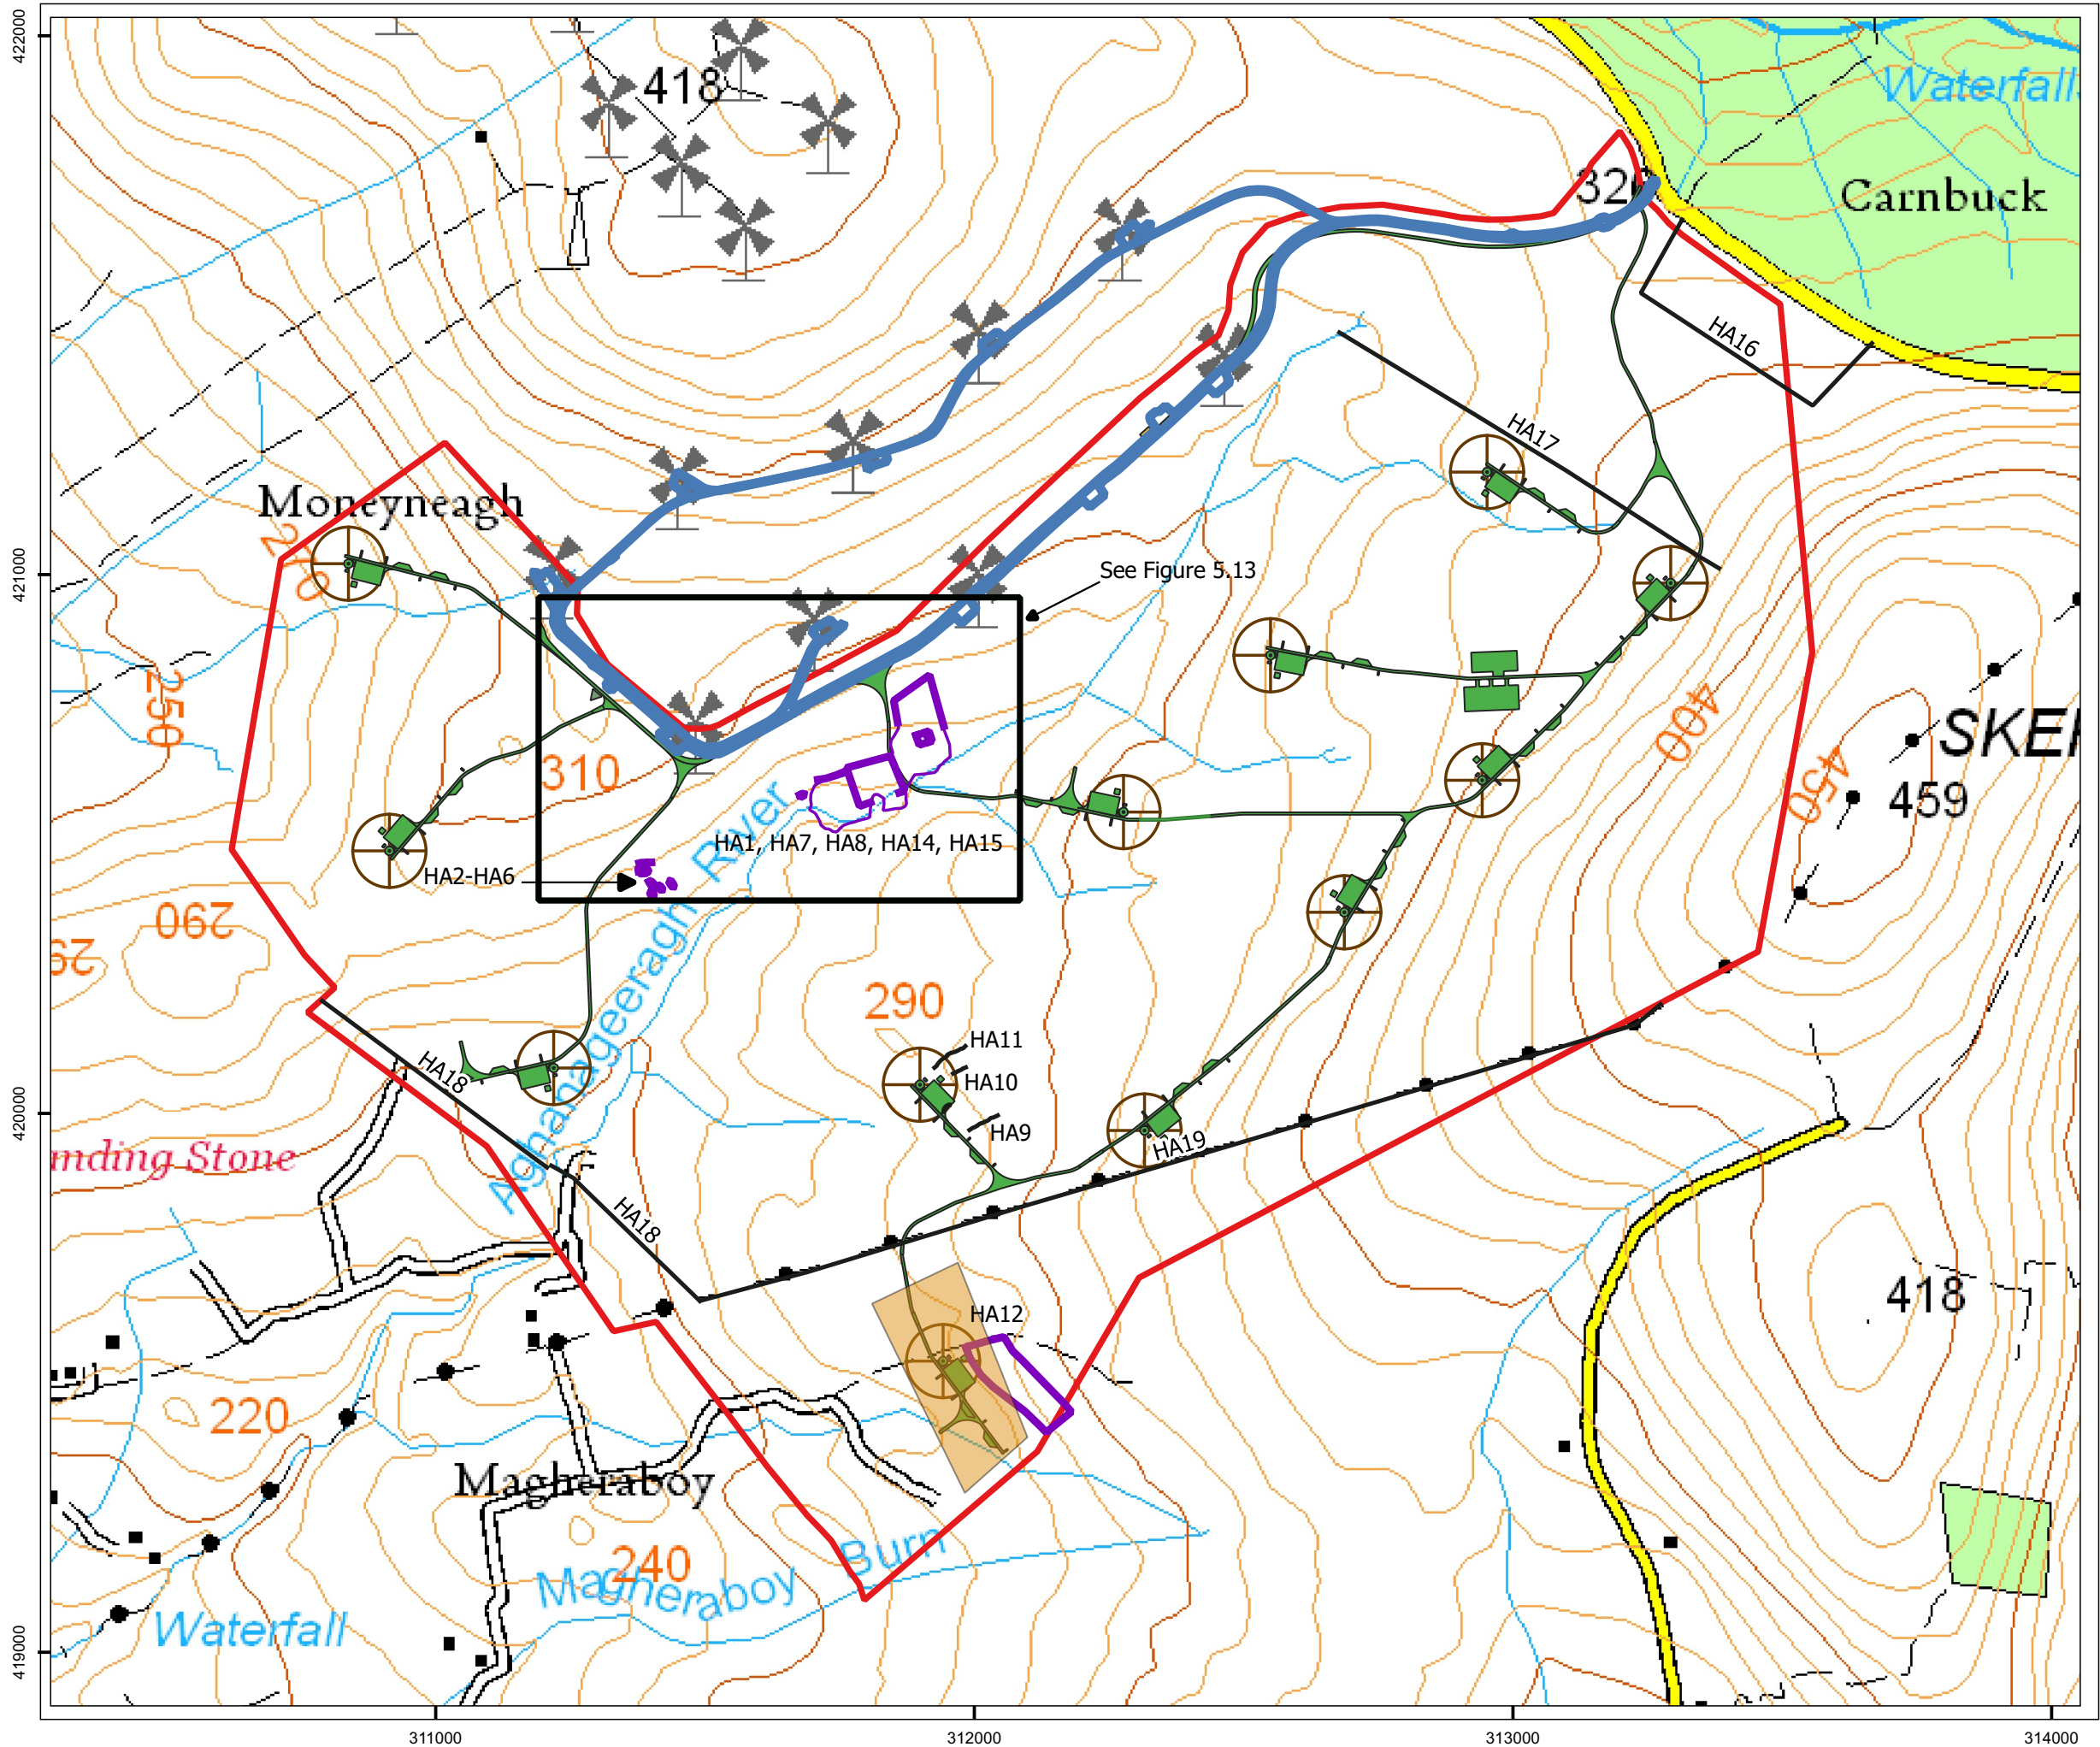 422000
418
Waterfall
320
Carnbuck
HA16
HA17
Moneyneagh
421000
See Figure 5.13
250
400
SKE
310
450
459
River
HA1, HA7, HA8, HA14, HA15
HA2-HA6
290
290
Aghanageeragh
HA11
HA18
HA10
420000
HA9
HA19
nding Stone
HA18
418
HA12
220
Magheraboy
Burn
240
Magheraboy
Waterfall
419000
311000
312000
313000
314000